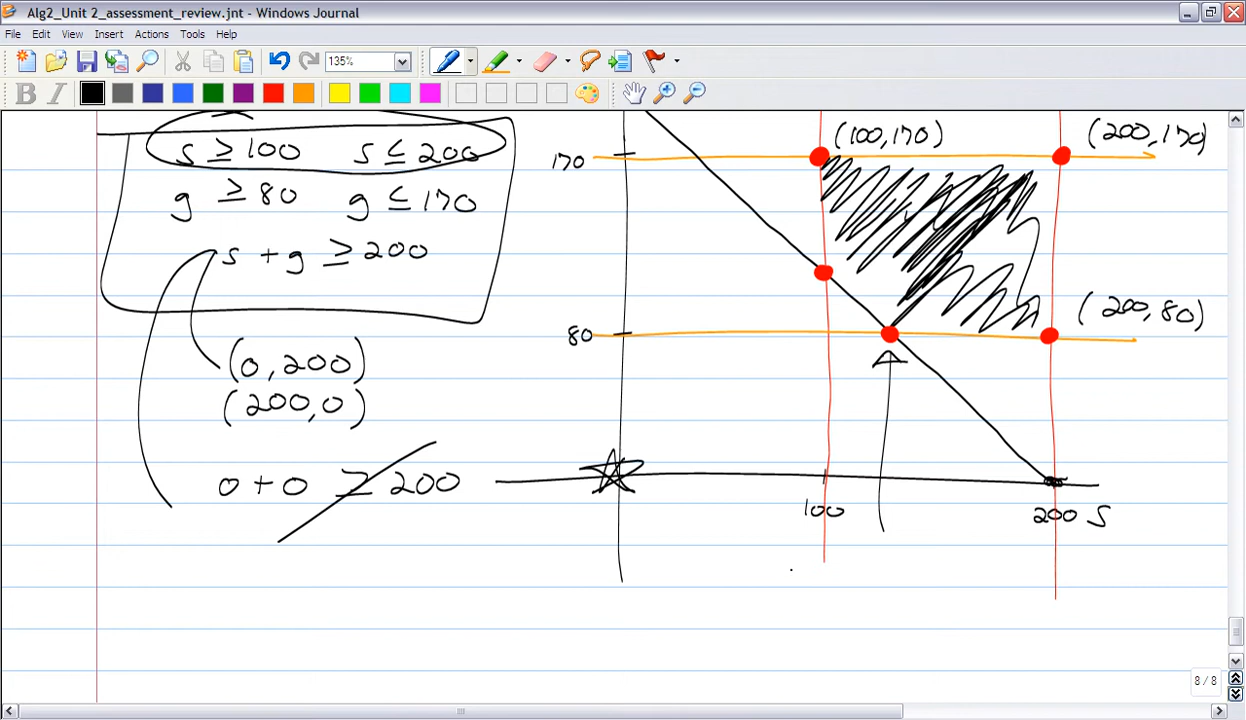 Alg2_Unit 2_assessment_review.jnt - Windows Journal
File Edit View Insert Actions Tools Help
135%
B I
s ≥ 100 s ≤ 200
g ≥ 80 g ≤ 170
s + g ≥ 200
(0, 200)
(200, 0)
0 + 0 ≥ 200
170
(100, 170)
(200, 170)
80
(200, 80)
100
200 S
8 / 8